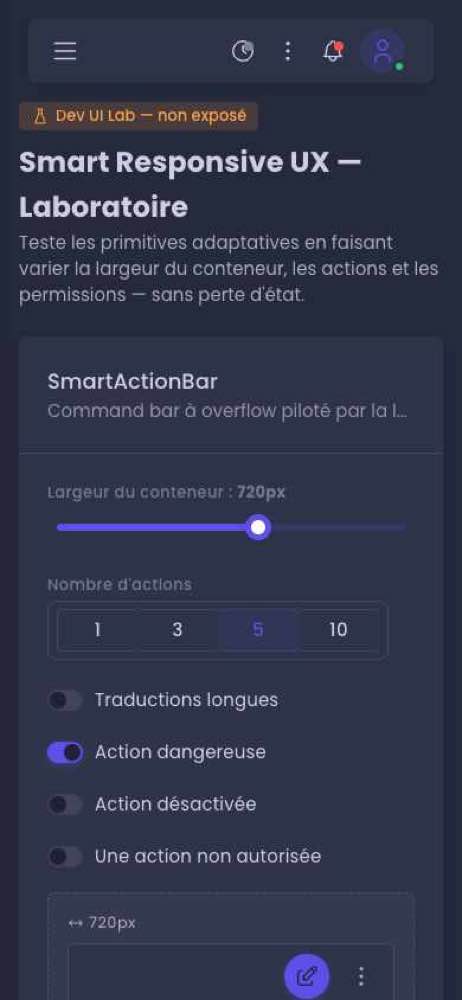 Dev UI Lab — non exposé
Smart Responsive UX —
Laboratoire
Teste les primitives adaptatives en faisant
varier la largeur du conteneur, les actions et les
permissions — sans perte d'état.
SmartActionBar
Command bar à overflow piloté par la l...
Largeur du conteneur : 720px
Nombre d'actions
1 3 5 10
Traductions longues
Action dangereuse
Action désactivée
Une action non autorisée
↔ 720px